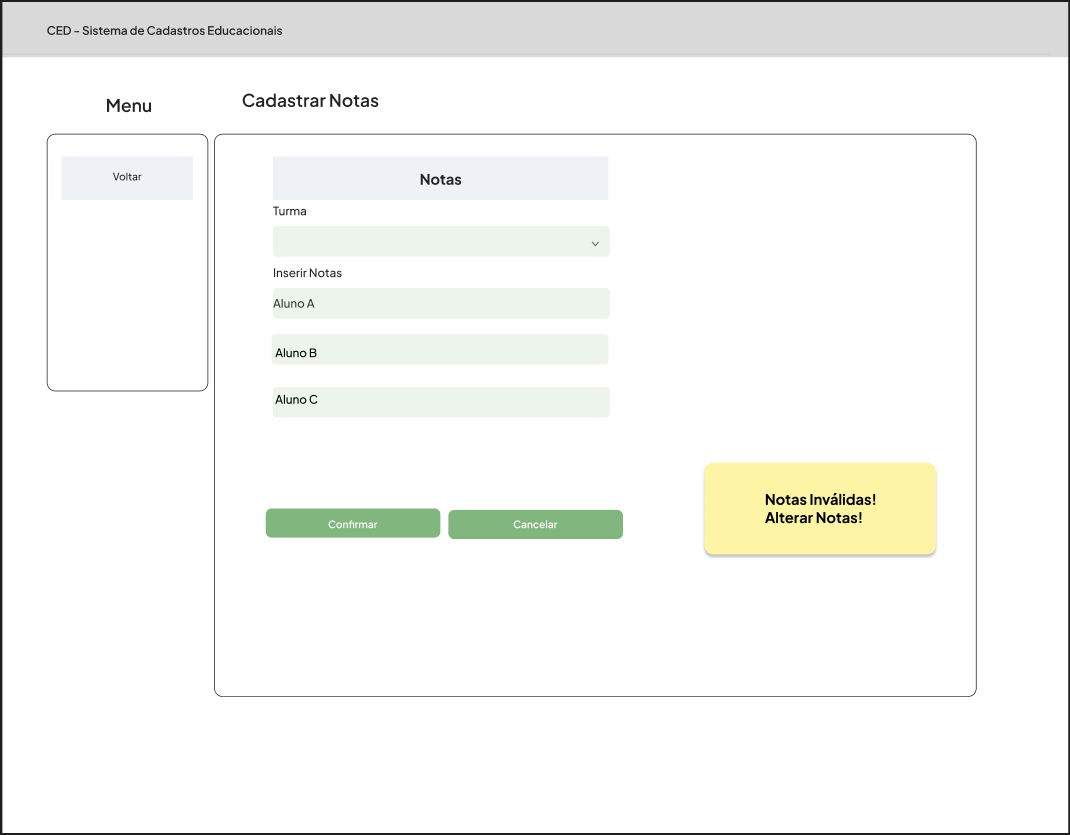 CED - Sistema de Cadastros Educacionais
Menu
Cadastrar Notas
Voltar
Notas
Turma
Inserir Notas
Aluno A
Aluno B
Aluno C
Notas Inválidas!
Alterar Notas!
Confirmar
Cancelar